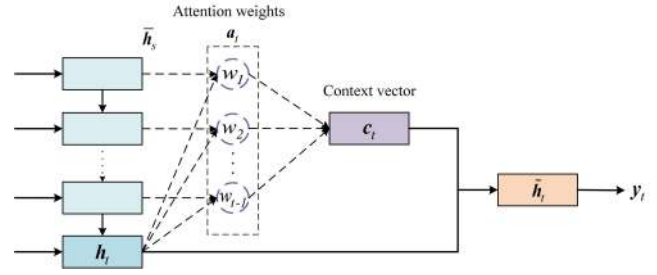 Attention weights
h̄ₛ
aₜ
w₁
Context vector
w₂
cₜ
h̃ₜ
yₜ
wₜ₋₁
hₜ